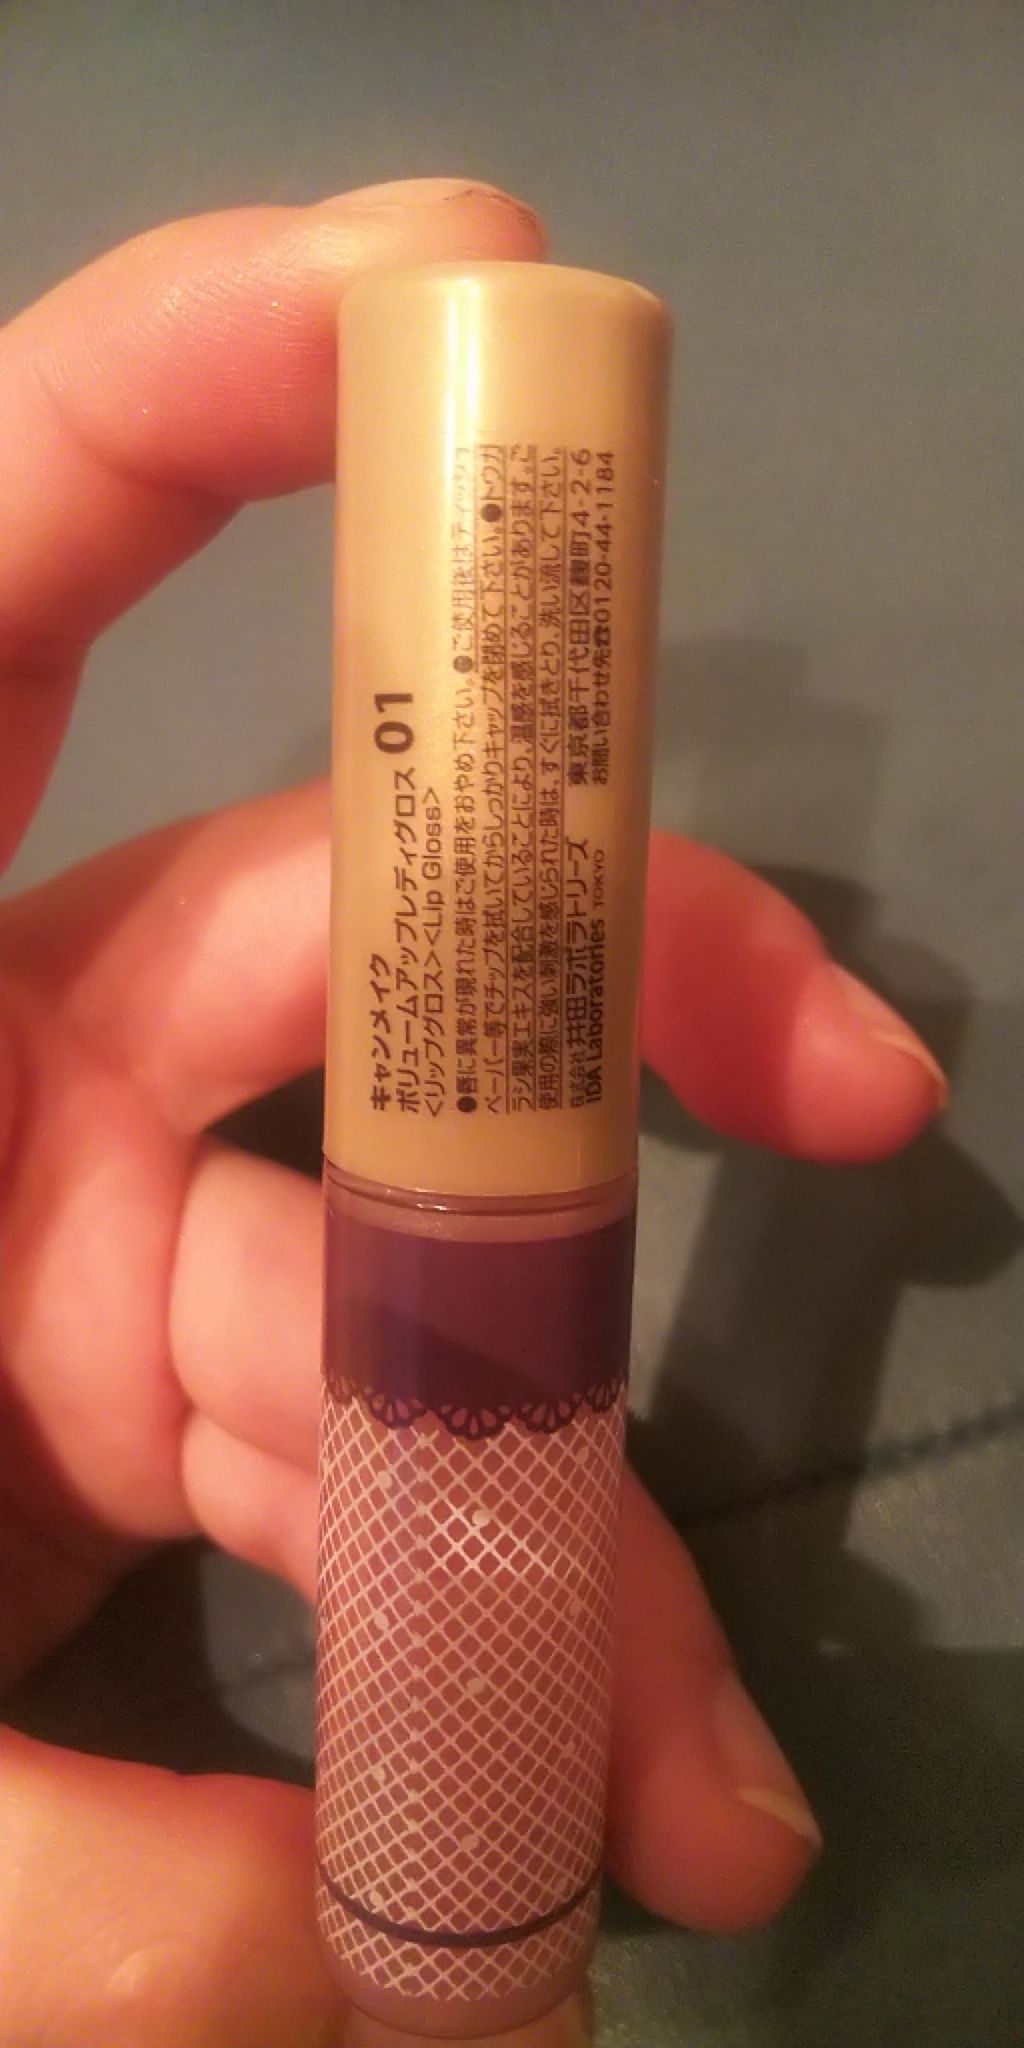 キャンメイク
ボリュームアップレディグロス 01
<リップグロス><Lip Gloss>
●唇に異常が現れた時はご使用をおやめ下さい。●ご使用後はティッシュ
ペーパー等でチップを拭いてからしっかりキャップを閉めて下さい。●トウガ
ラシ果実エキスを配合していることにより、温感を感じることがあります。ご
使用の際に強い刺激を感じられた時は、すぐに拭きとり、洗い流して下さい。
株式会社 井田ラボラトリーズ 東京都千代田区麹町4-2-6
IDA Laboratories TOKYO お問い合わせ先☎0120-44-1184